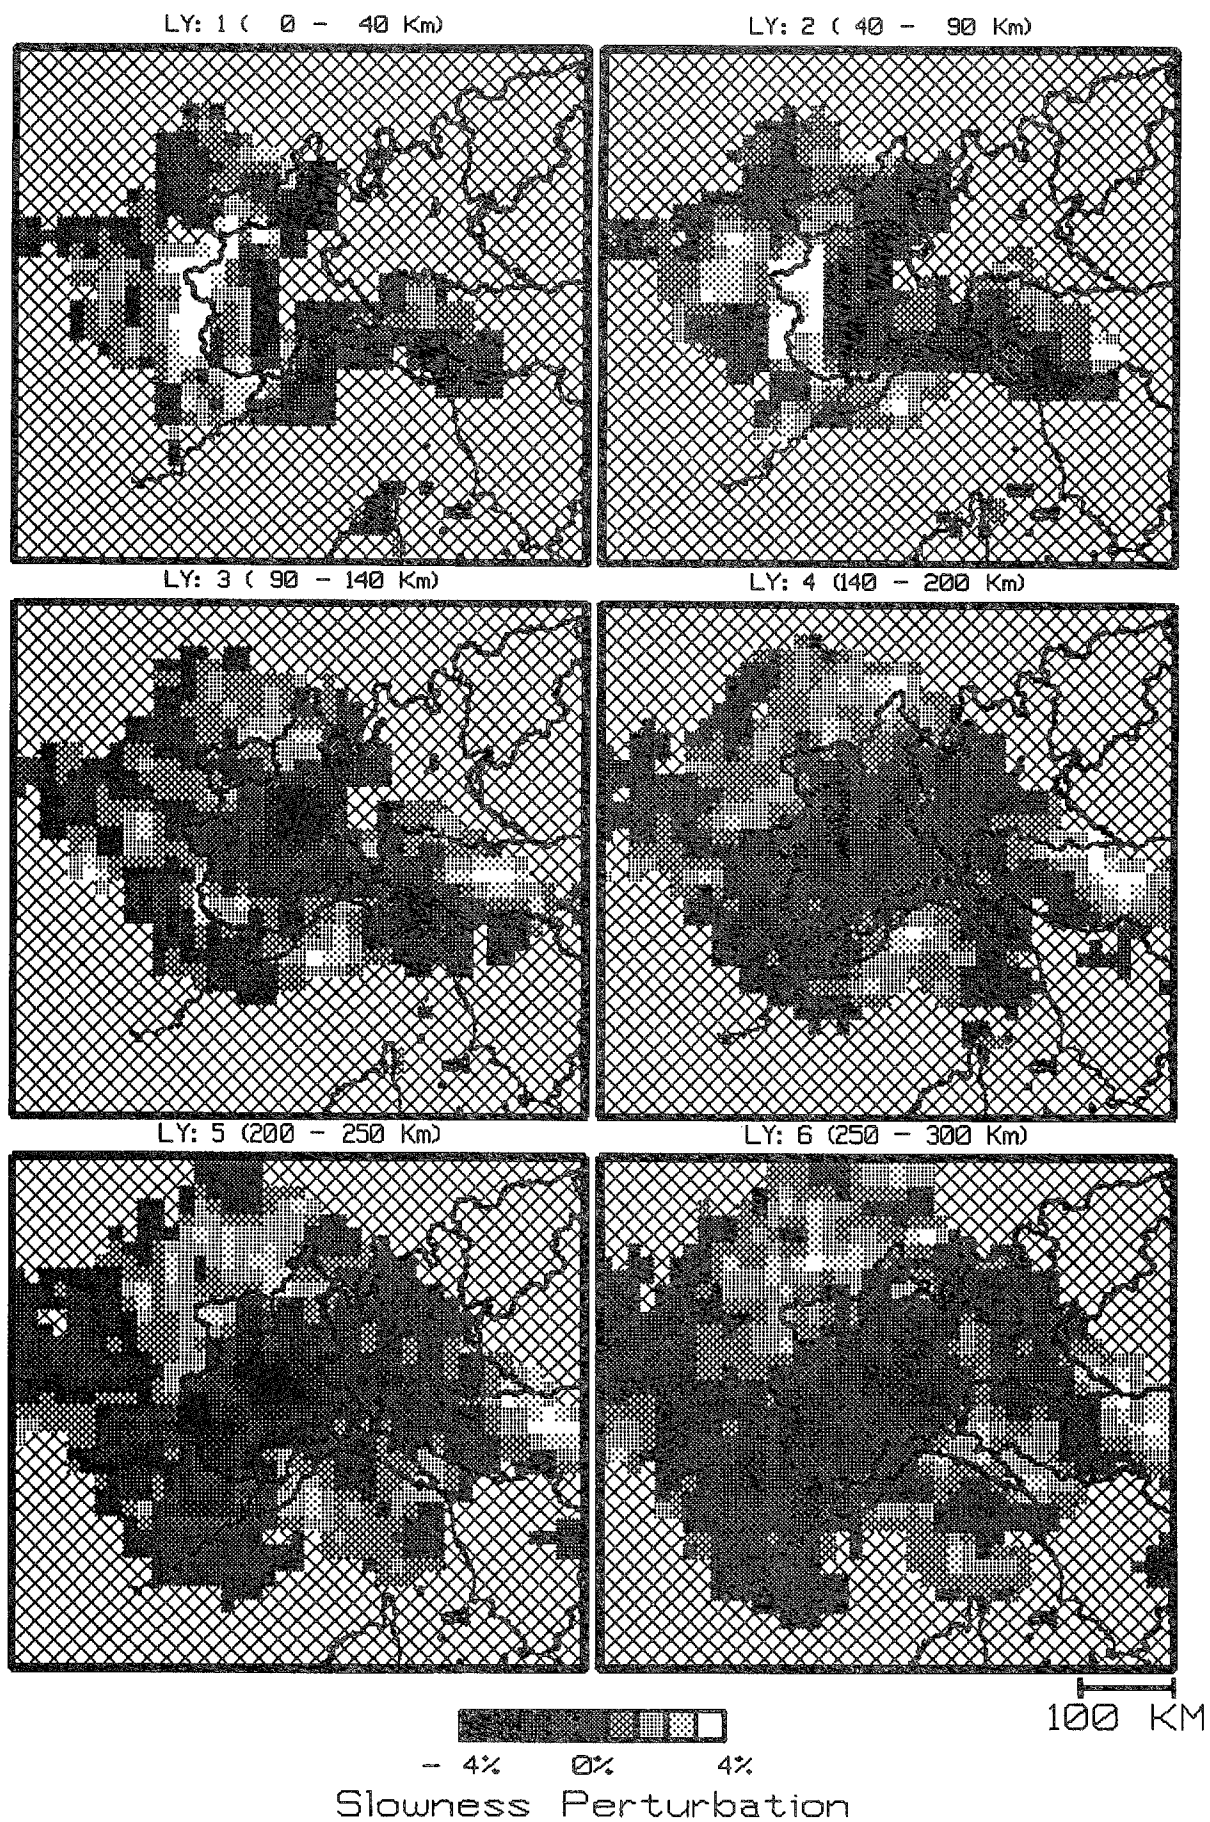 LY: 1 ( 0 - 40 Km)
LY: 2 ( 40 - 90 Km)
LY: 3 ( 90 - 140 Km)
LY: 4 (140 - 200 Km)
LY: 5 (200 - 250 Km)
LY: 6 (250 - 300 Km)
100 KM
- 4% 0% 4%
Slowness Perturbation